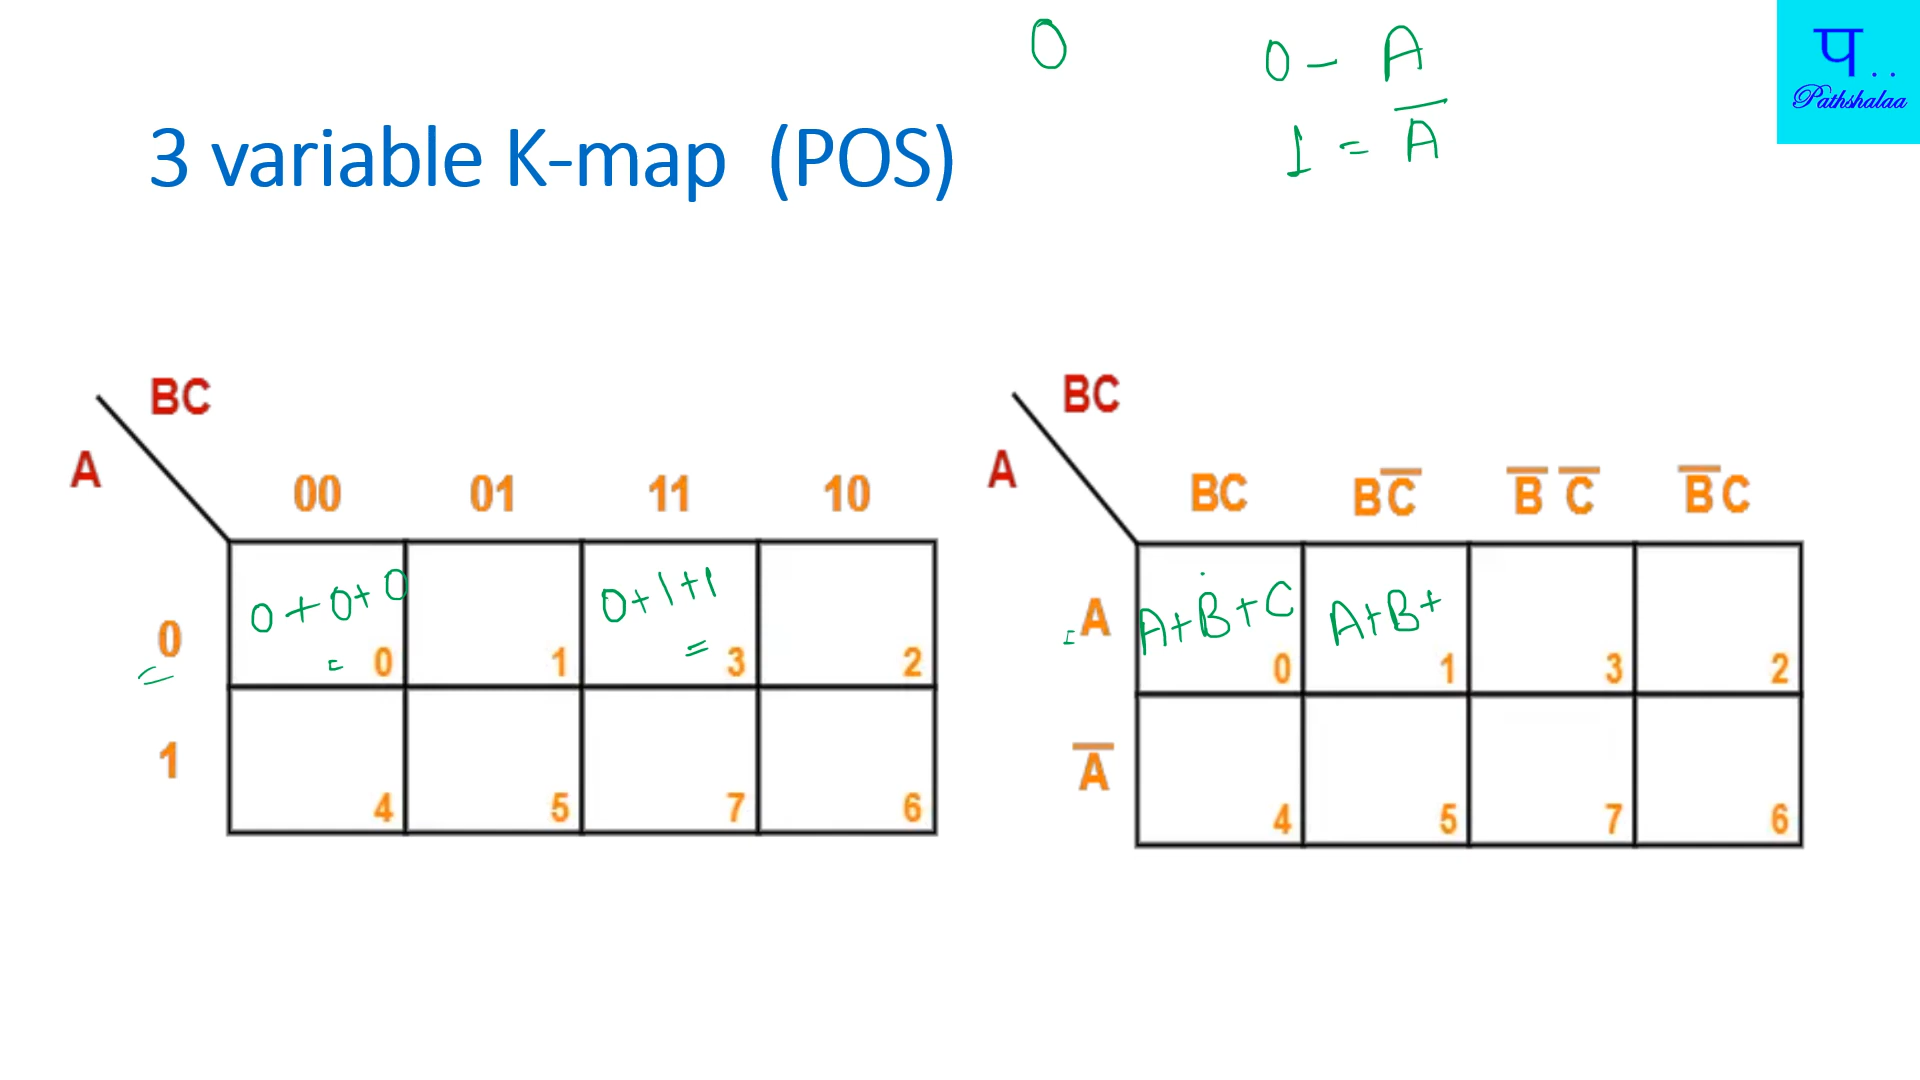 0
0 - A
1 = A̅
प..
Pathshalaa
3 variable K-map (POS)
BC
A
00 01 11 10
0
0+0+0
0+1+1
=
=
=
0 1 3 2
1
4 5 7 6
BC
A
BC BC̅ B̅ C̅ B̅C
=
A
A+B+C
A+B+
0 1 3 2
A̅
4 5 7 6